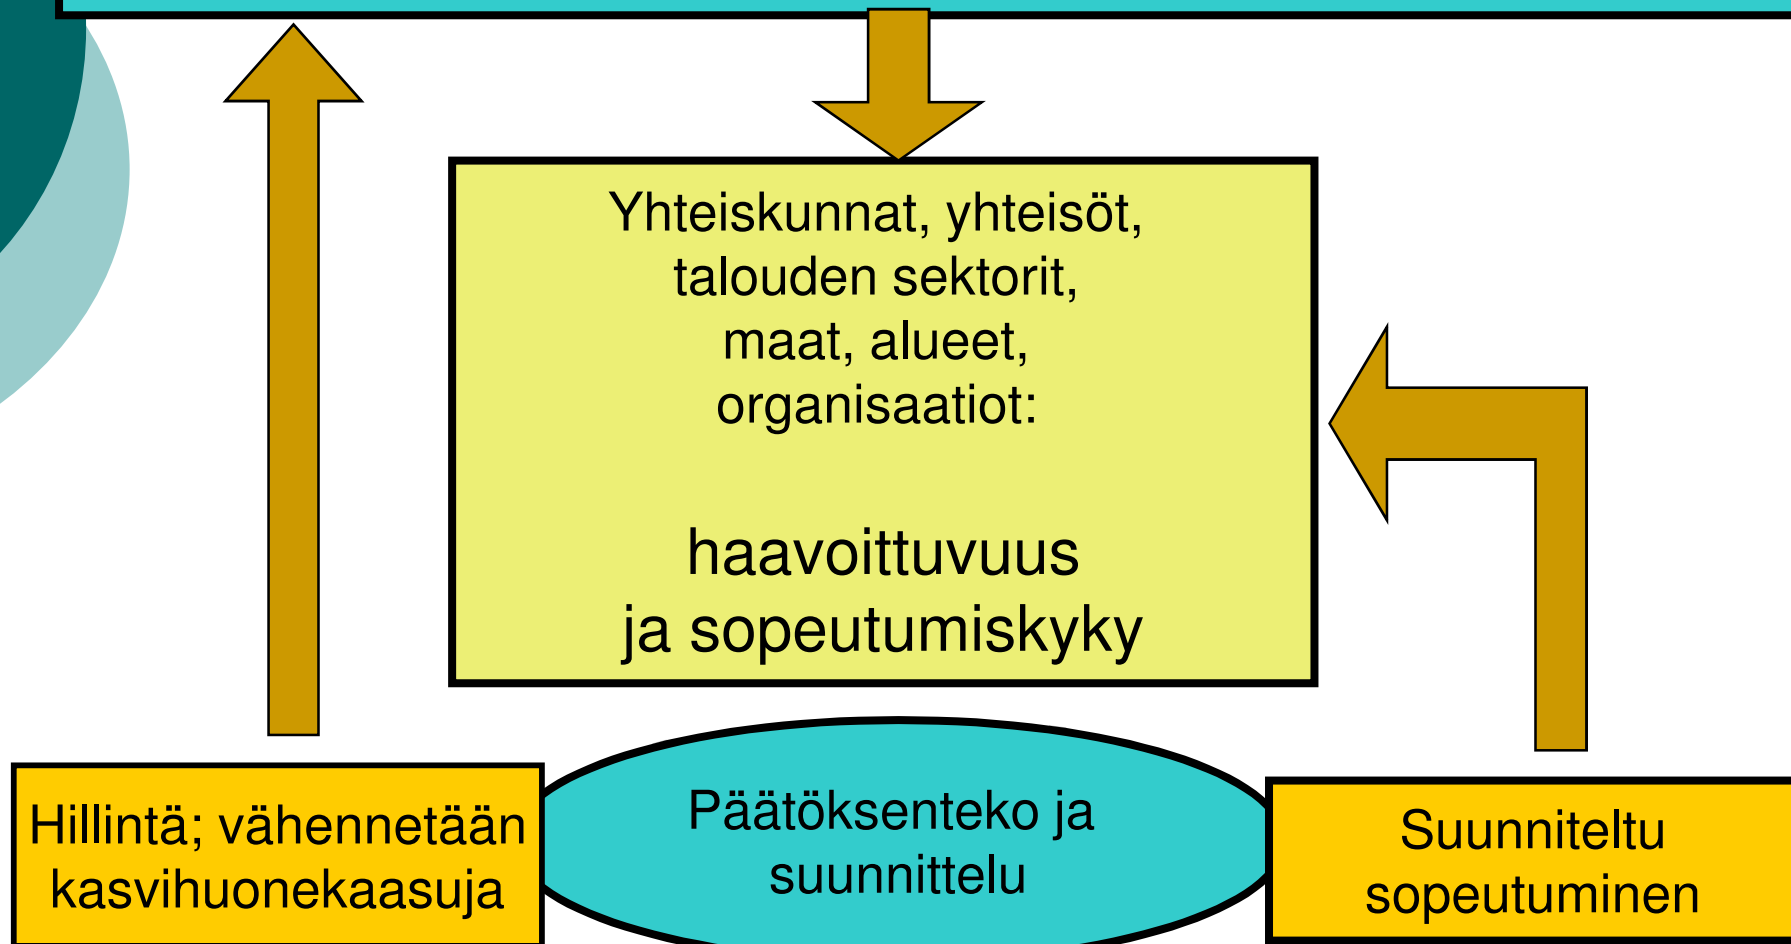 Yhteiskunnat, yhteisöt,
talouden sektorit,
maat, alueet,
organisaatiot:
haavoittuvuus
ja sopeutumiskyky
Hillintä; vähennetään
kasvihuonekaasuja
Päätöksenteko ja
suunnittelu
Suunniteltu
sopeutuminen